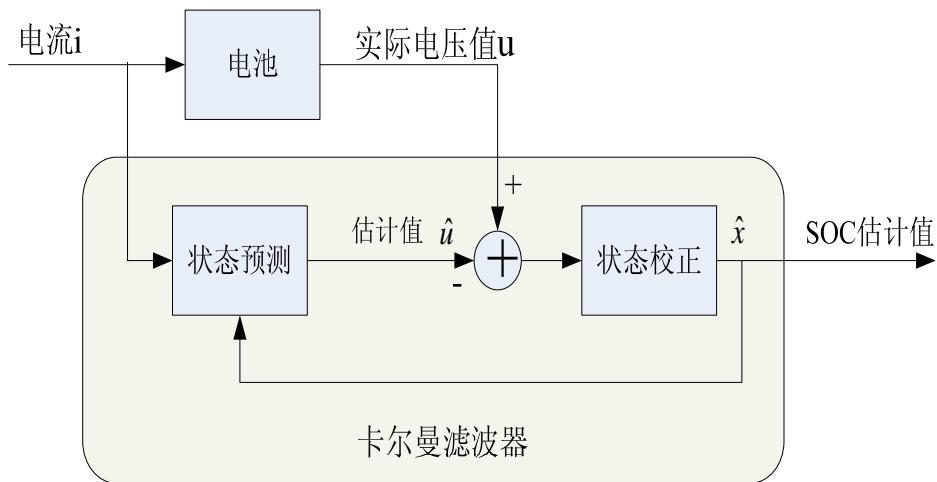 电流i
电池
实际电压值u
+
状态预测
估计值 û
-
+
状态校正
x̂
SOC估计值
卡尔曼滤波器